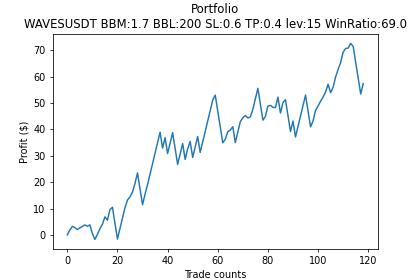 Portfolio
WAVESUSDT BBM:1.7 BBL:200 SL:0.6 TP:0.4 lev:15 WinRatio:69.0
Profit ($)
70
60
50
40
30
20
10
0
0 20 40 60 80 100 120
Trade counts